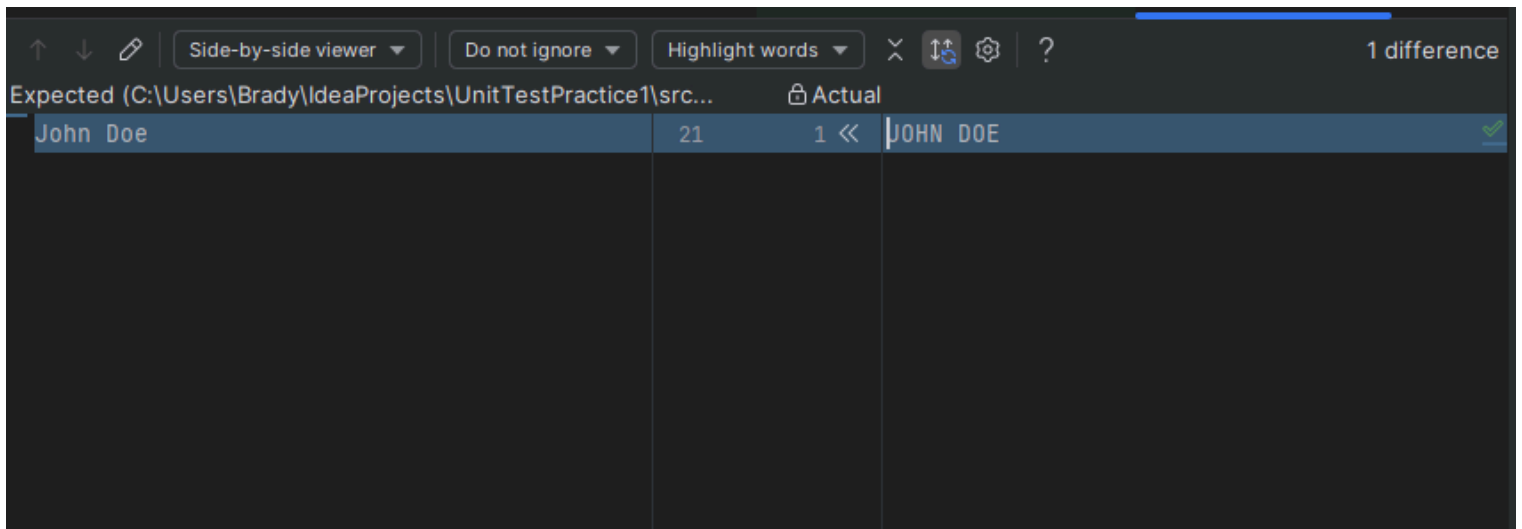 Side-by-side viewer Do not ignore Highlight words ? 1 difference
Expected (C:\Users\Brady\IdeaProjects\UnitTestPractice1\src... Actual
John Doe 21 1 JOHN DOE